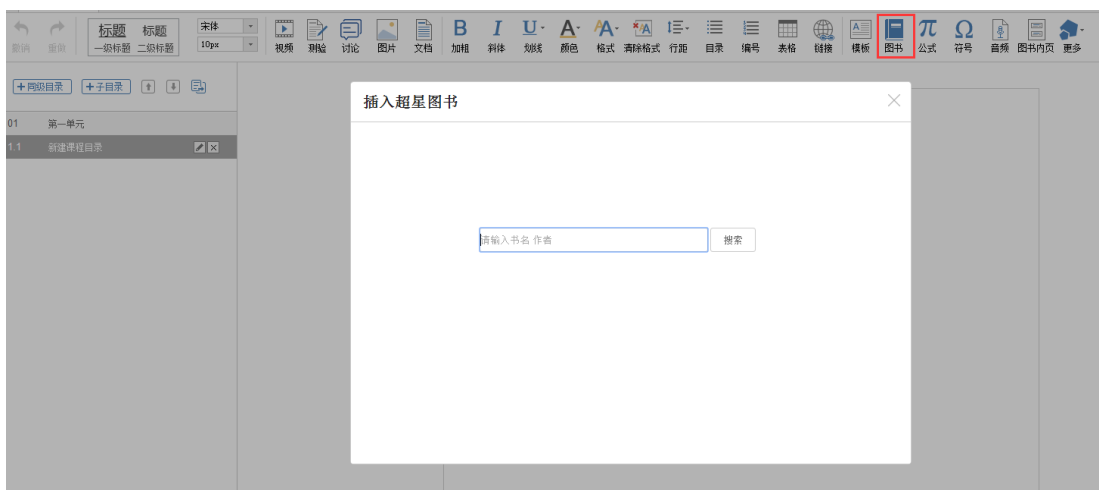 标题 标题 宋体
撤消 重做 一级标题 二级标题 10px 视频 测验 讨论 图片 文档 加粗 斜体 划线 颜色 格式 清除格式 行距 目录 编号 表格 链接 模板 图书 公式 符号 音频 图书内页 更多
+同级目录 +子目录
插入超星图书
01 第一单元
1.1 新建课程目录
请输入书名 作者 搜索